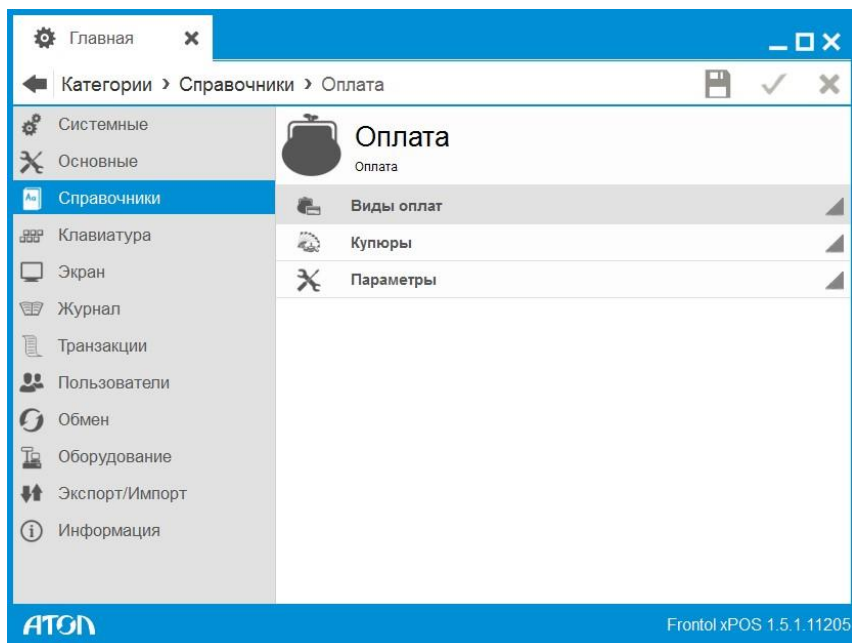 Главная
Категории › Справочники › Оплата
Системные
Основные
Справочники
Клавиатура
Экран
Журнал
Транзакции
Пользователи
Обмен
Оборудование
Экспорт/Импорт
Информация
Оплата
Оплата
Виды оплат
Купюры
Параметры
АТОЛ
Frontol xPOS 1.5.1.11205